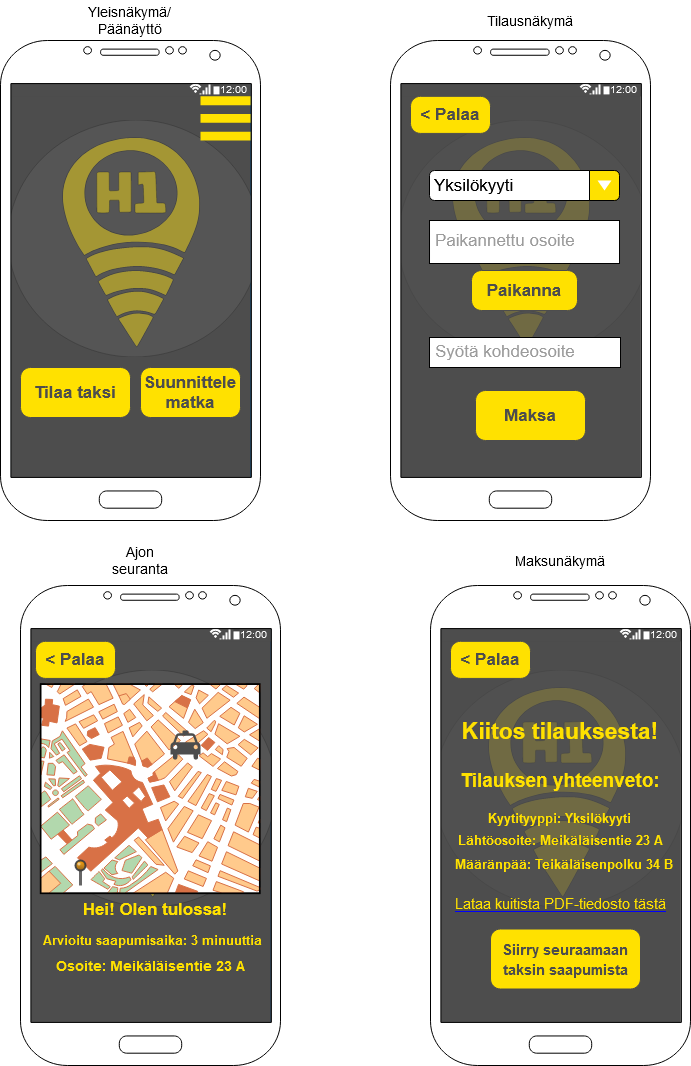 Yleisnäkymä/
Päänäyttö
12:00
H1
Tilaa taksi
Suunnittele
matka
Tilausnäkymä
12:00
< Palaa
H1
Yksilökyyti
Paikannettu osoite
Paikanna
Syötä kohdeosoite
Maksa
Ajon
seuranta
12:00
< Palaa
Hei! Olen tulossa!
Arvioitu saapumisaika: 3 minuuttia
Osoite: Meikäläisentie 23 A
Maksunäkymä
12:00
< Palaa
H1
Kiitos tilauksesta!
Tilauksen yhteenveto:
Kyytityyppi: Yksilökyyti
Lähtöosoite: Meikäläisentie 23 A
Määränpää: Teikäläisenpolku 34 B
Lataa kuitista PDF-tiedosto tästä
Siirry seuraamaan
taksin saapumista